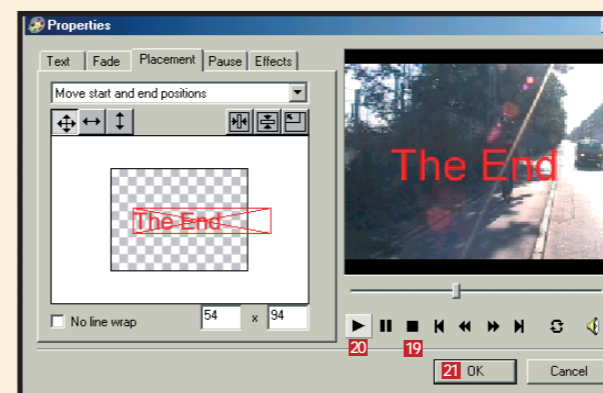 Properties
Text Fade Placement Pause Effects
Move start and end positions
The End
The End
No line wrap 54 x 94
20 19
21 OK Cancel